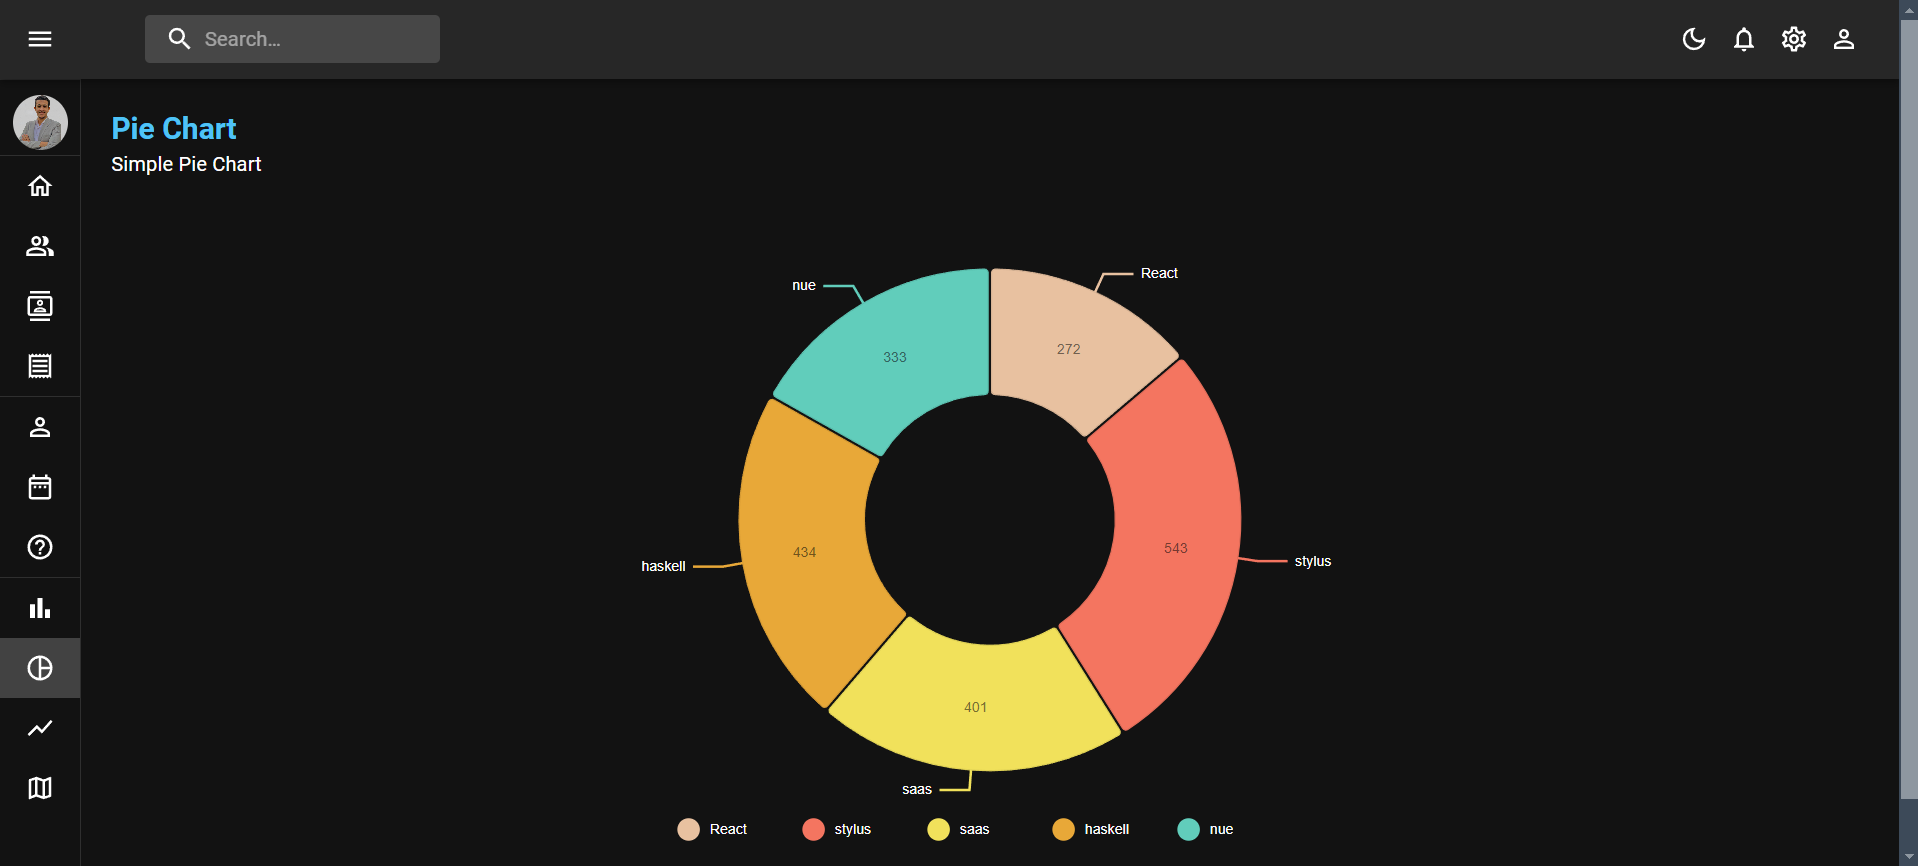 Search...
Pie Chart
Simple Pie Chart
React
nue
272
333
543
434
stylus
haskell
401
saas
React
stylus
saas
haskell
nue